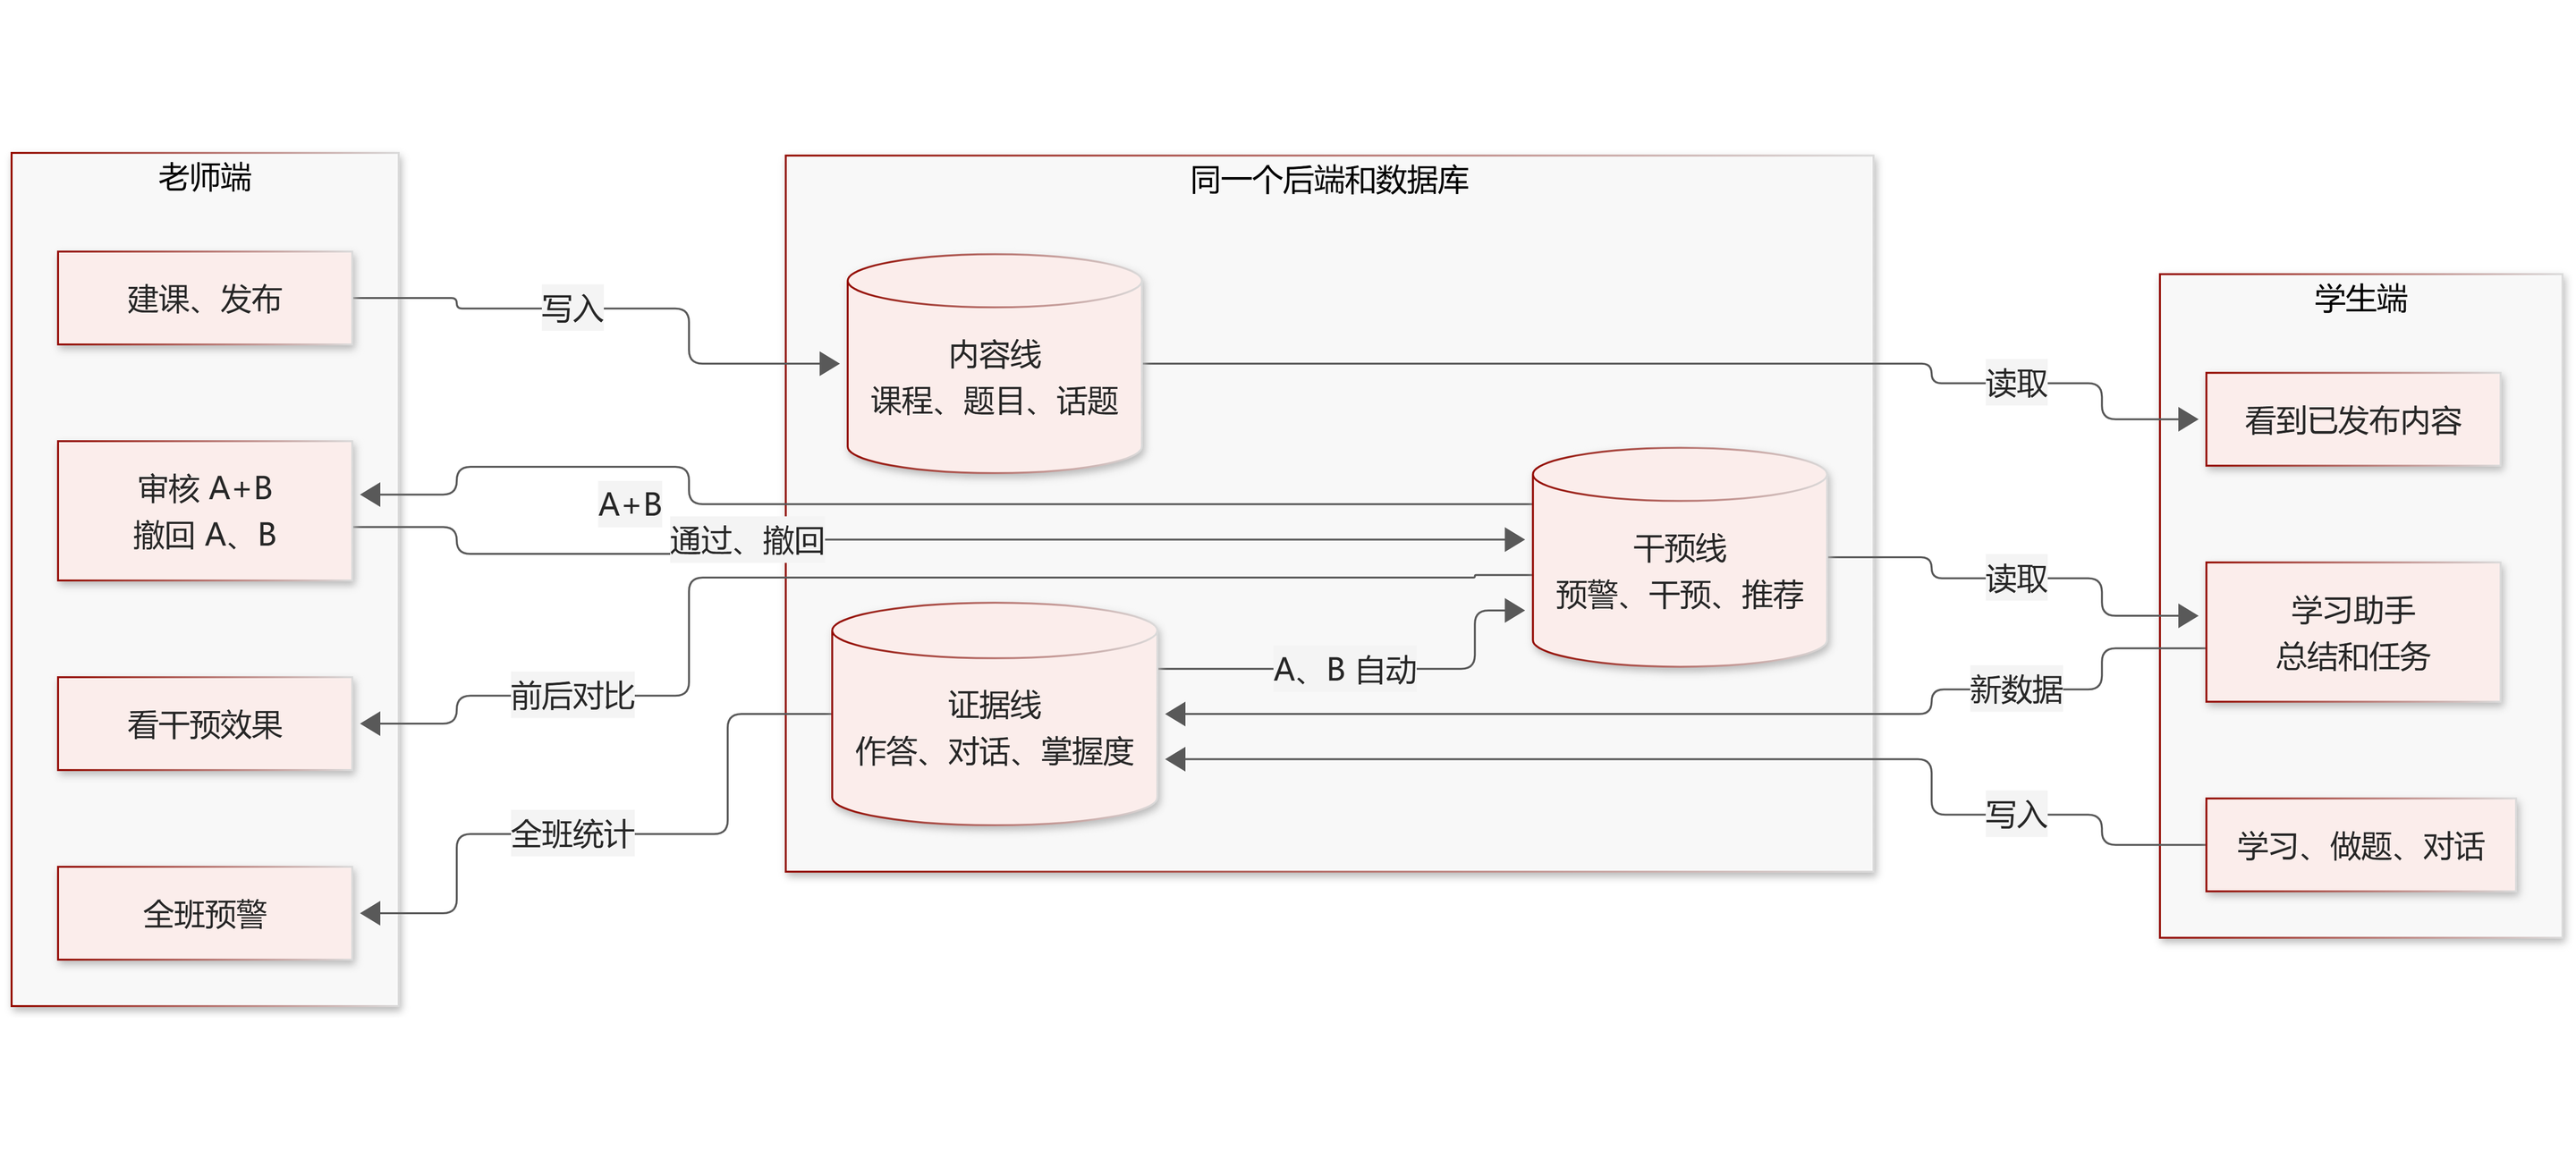 老师端
建课、发布
审核 A+B
撤回 A、B
看干预效果
全班预警
写入
A+B
通过、撤回
前后对比
全班统计
同一个后端和数据库
内容线
课程、题目、话题
干预线
预警、干预、推荐
A、B 自动
证据线
作答、对话、掌握度
读取
读取
新数据
写入
学生端
看到已发布内容
学习助手
总结和任务
学习、做题、对话